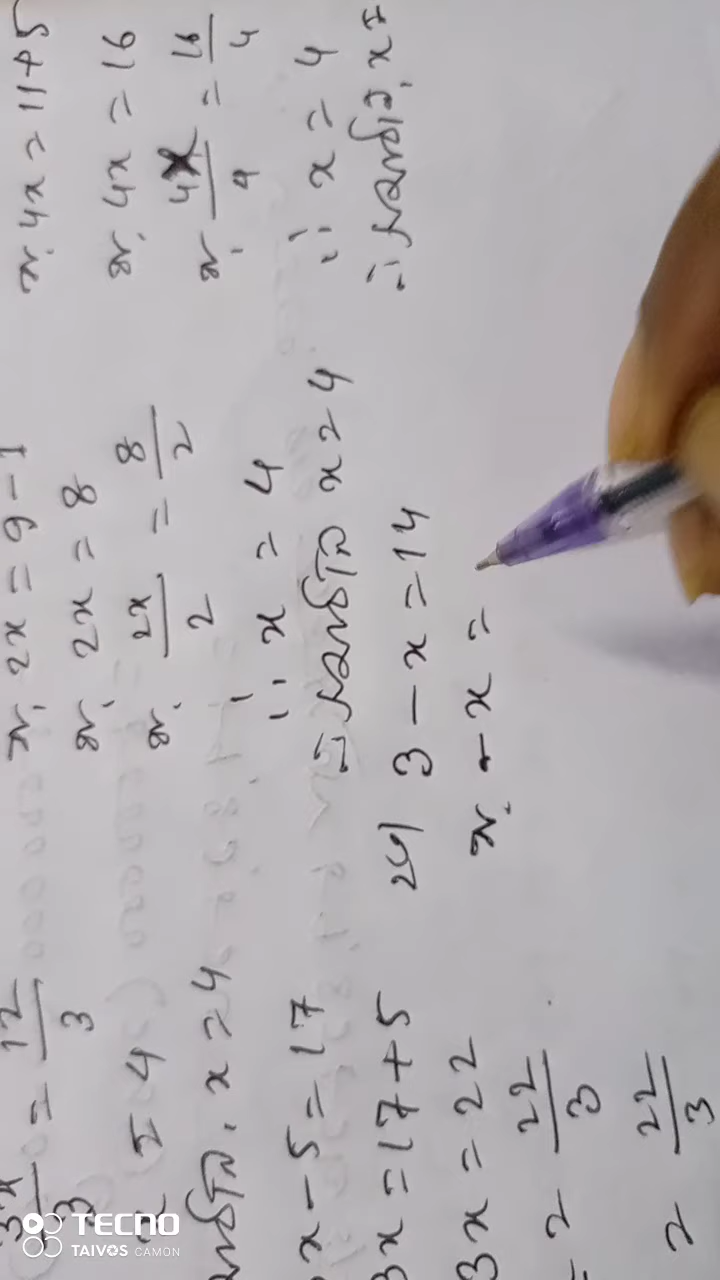 3x/3 = 12/3
x = 4
x = 4
x - 5 = 17
3x = 17 + 5
3x = 22
= 22/3
= 22/3
বা, 2x = 9 - 1
বা, 2x = 8
বা, 2x/2 = 8/2
∴ x = 4
∴ সমাধান x = 4
3 - x = 14
বা, - x =
বা, 4x = 11 + 5
বা, 4x = 16
বা, 4x/4 = 16/4
∴ x = 4
∴ সমাধান, x =
TECNO
TAIVOS CAMON